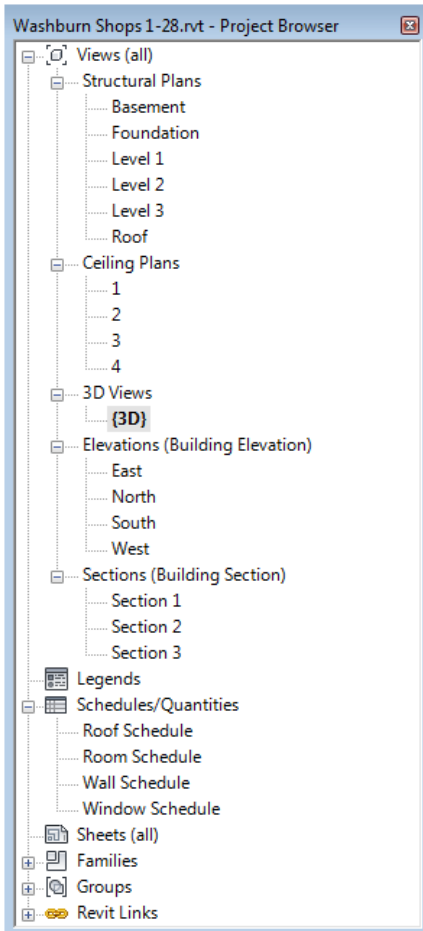 Washburn Shops 1-28.rvt - Project Browser
Views (all)
Structural Plans
Basement
Foundation
Level 1
Level 2
Level 3
Roof
Ceiling Plans
1
2
3
4
3D Views
{3D}
Elevations (Building Elevation)
East
North
South
West
Sections (Building Section)
Section 1
Section 2
Section 3
Legends
Schedules/Quantities
Roof Schedule
Room Schedule
Wall Schedule
Window Schedule
Sheets (all)
Families
Groups
Revit Links